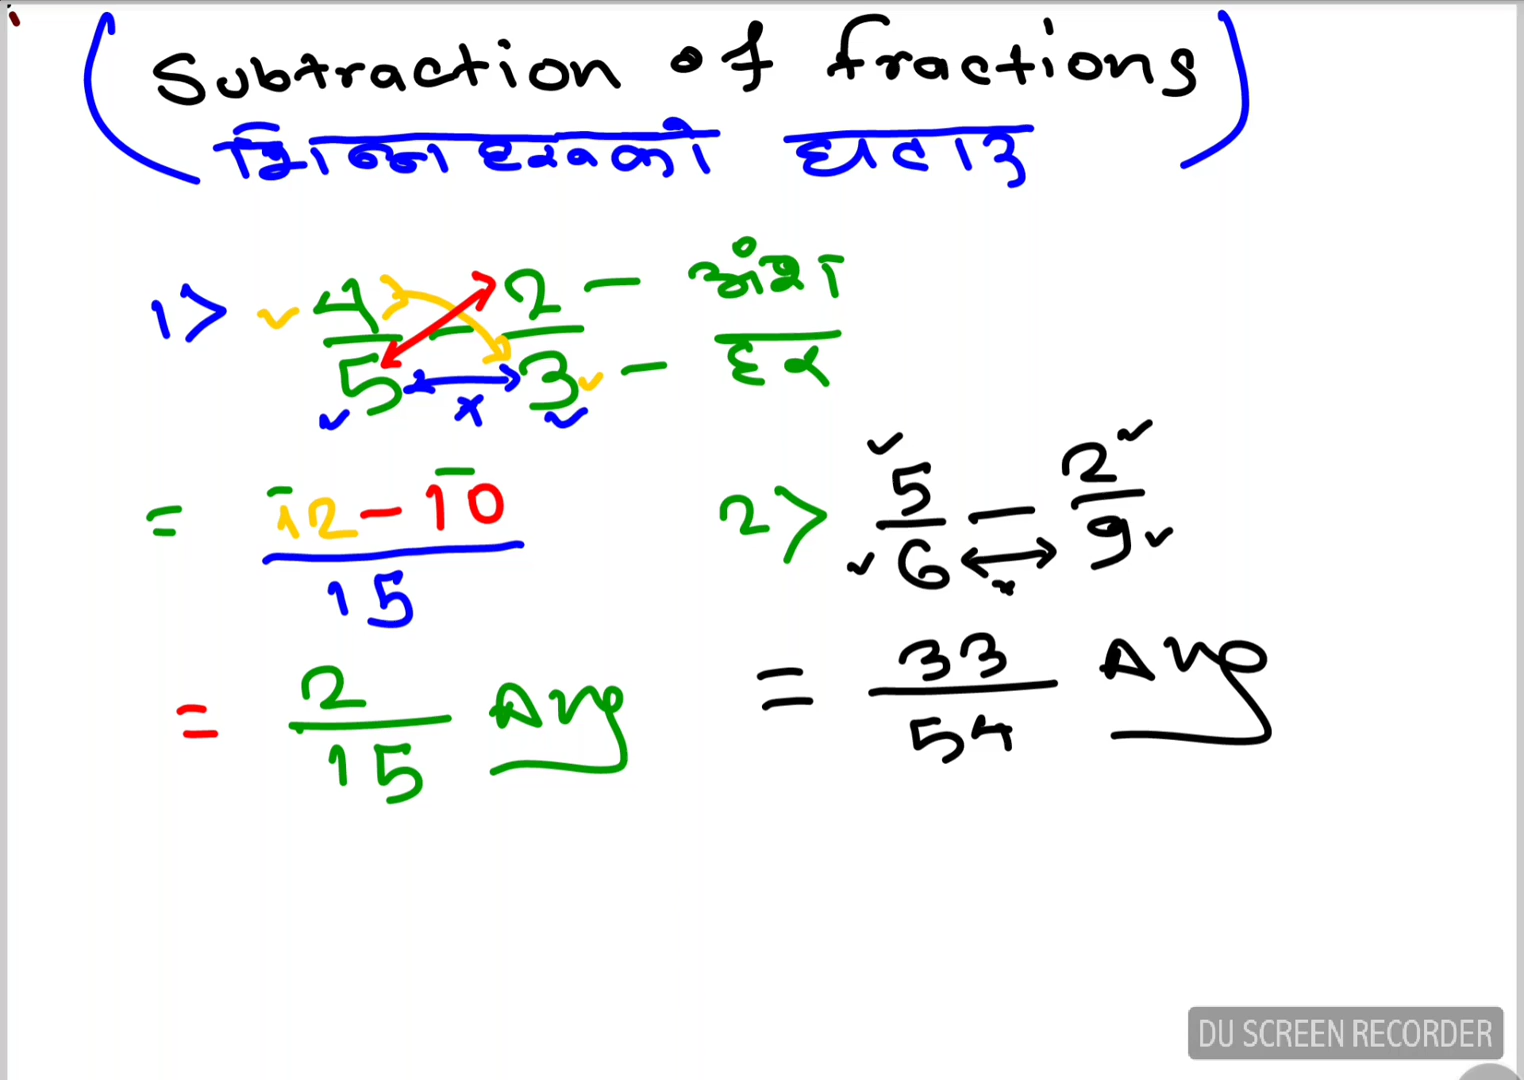 (Subtraction of fractions)
भिन्न हरवाला घटाउ
1> 4/5 - 2/3 - अंश
हर
= 12 - 10 / 15
= 2/15 Ans
2> 5/6 - 2/9
×
= 33/54 Ans
DU SCREEN RECORDER